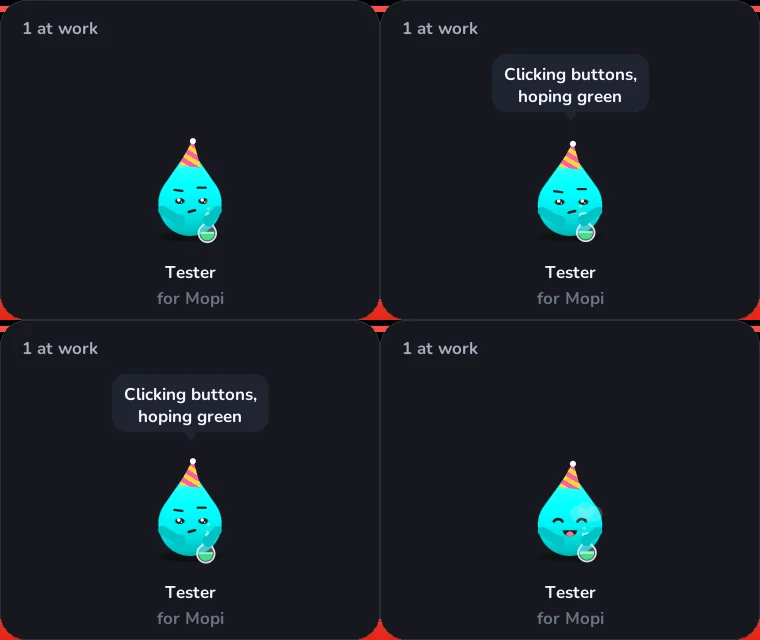 1 at work
Tester
for Mopi
1 at work
Clicking buttons,
hoping green
Tester
for Mopi
1 at work
Clicking buttons,
hoping green
Tester
for Mopi
1 at work
Tester
for Mopi